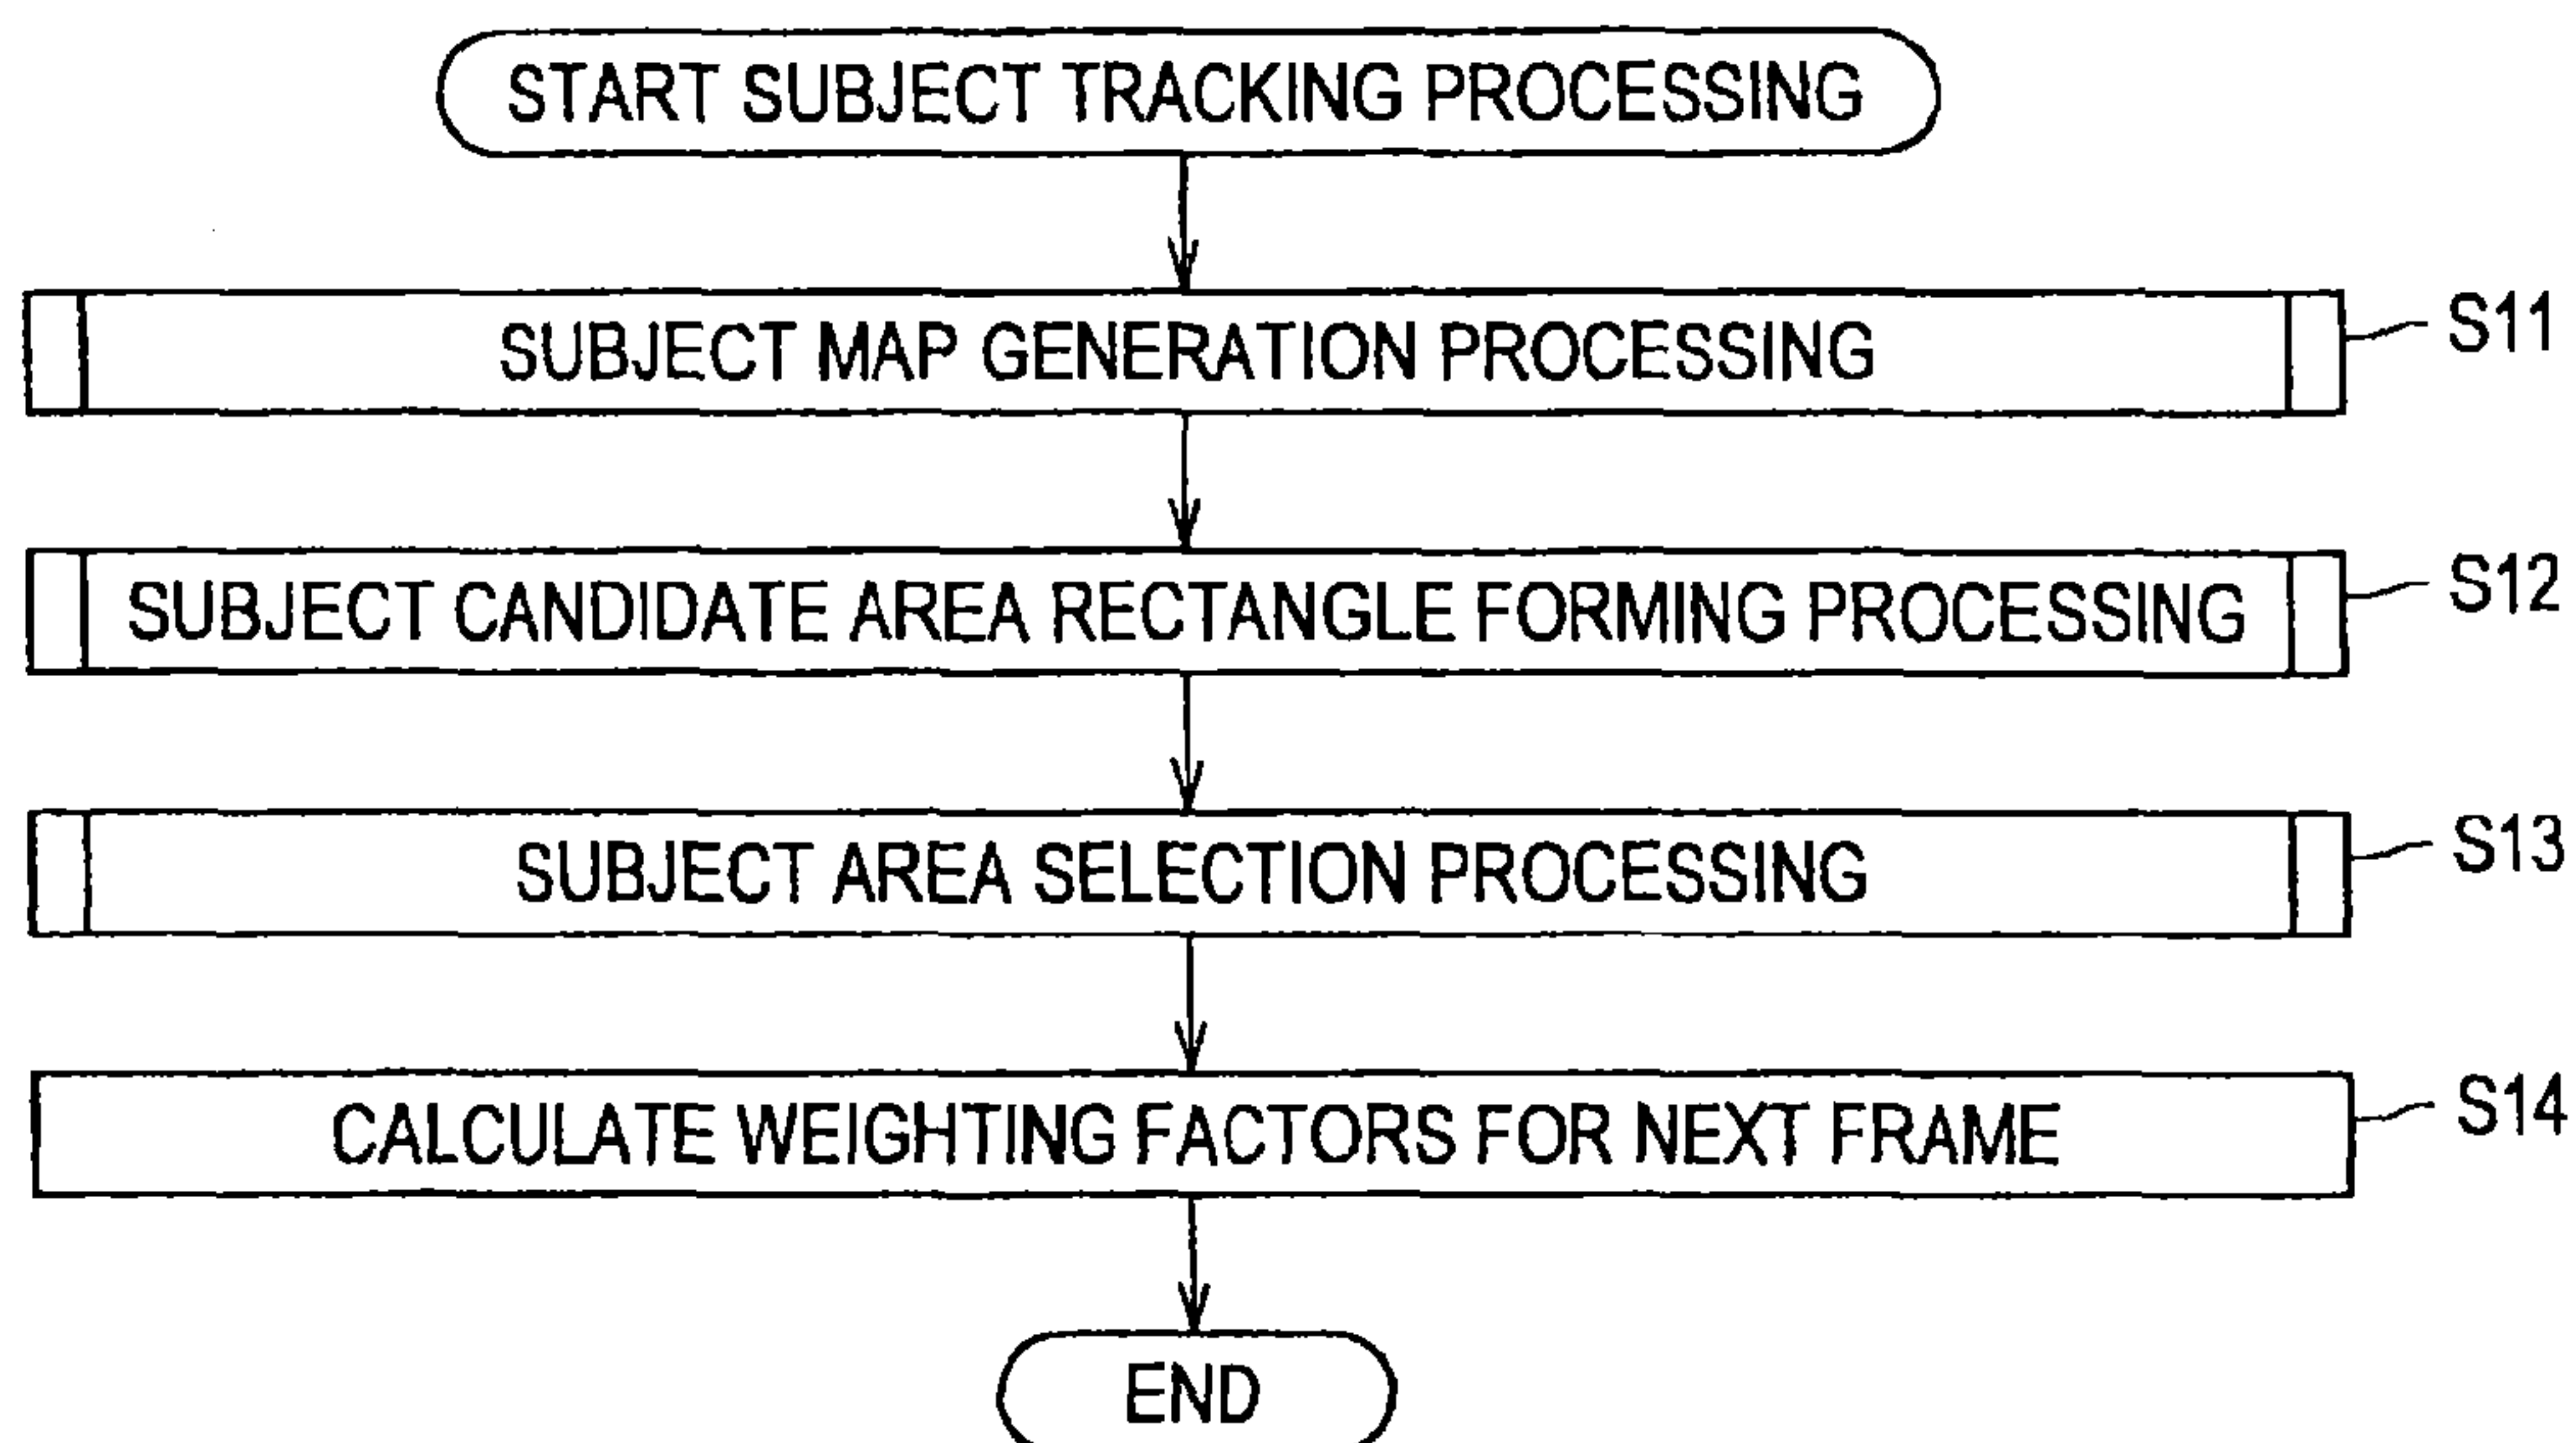 START SUBJECT TRACKING PROCESSING
SUBJECT MAP GENERATION PROCESSING
S11
SUBJECT CANDIDATE AREA RECTANGLE FORMING PROCESSING
S12
SUBJECT AREA SELECTION PROCESSING
S13
CALCULATE WEIGHTING FACTORS FOR NEXT FRAME
S14
END